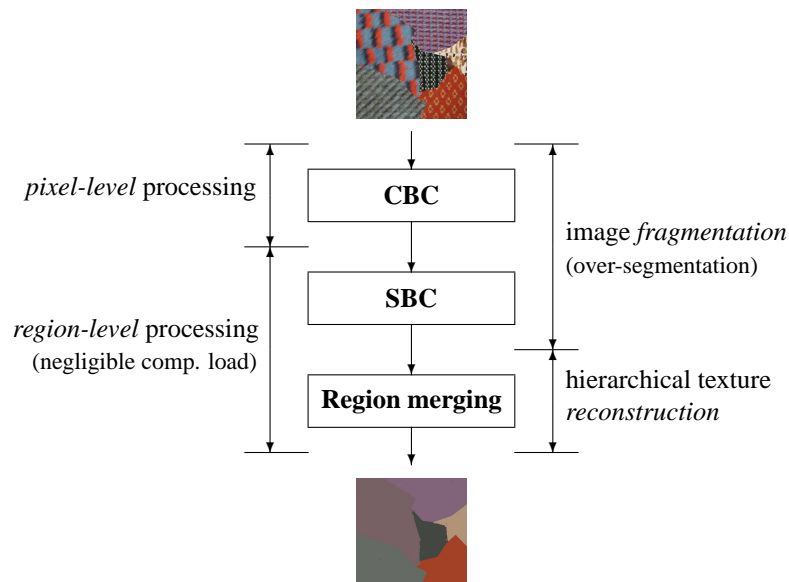 pixel-level processing
CBC
image fragmentation
(over-segmentation)
SBC
region-level processing
(negligible comp. load)
Region merging
hierarchical texture
reconstruction